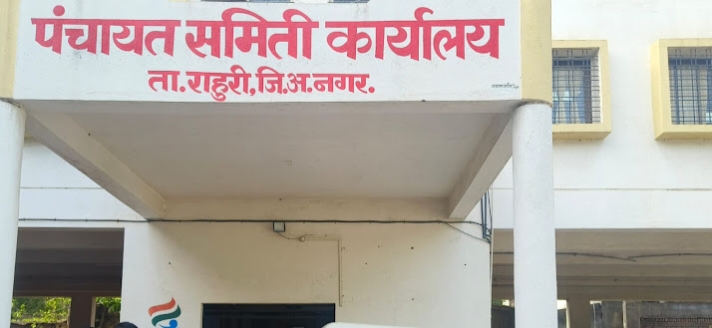 पंचायत समिती कार्यालय
ता.राहुरी,जि.अ.नगर.